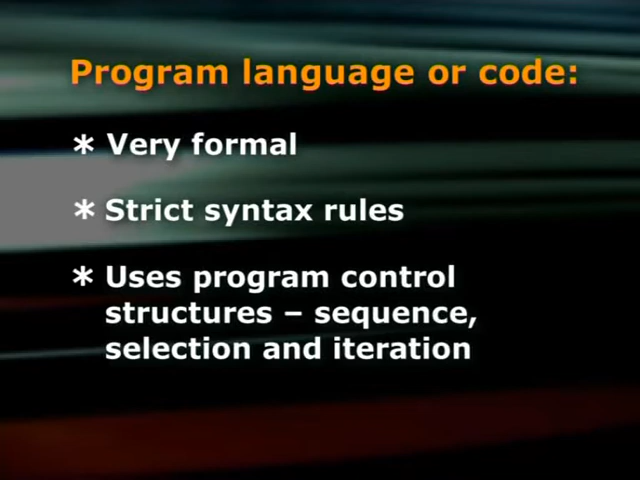 Program language or code:
* Very formal
* Strict syntax rules
* Uses program control
structures – sequence,
selection and iteration